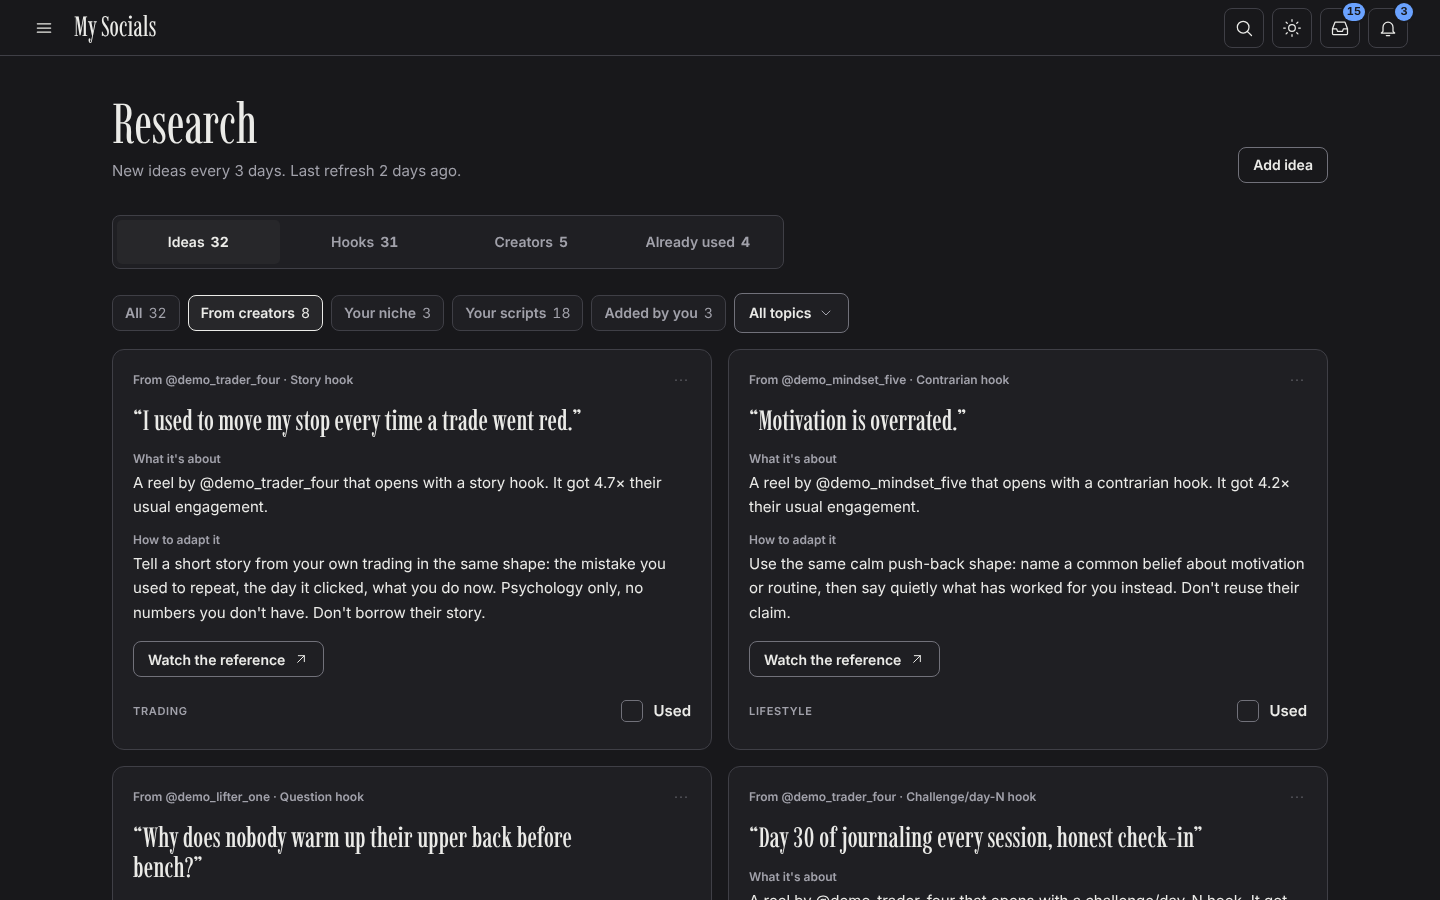 My Socials
15
3
Research
New ideas every 3 days. Last refresh 2 days ago.
Add idea
Ideas 32
Hooks 31
Creators 5
Already used 4
All 32
From creators 8
Your niche 3
Your scripts 18
Added by you 3
All topics
From @demo_trader_four · Story hook
“I used to move my stop every time a trade went red.”
What it's about
A reel by @demo_trader_four that opens with a story hook. It got 4.7× their
usual engagement.
How to adapt it
Tell a short story from your own trading in the same shape: the mistake you
used to repeat, the day it clicked, what you do now. Psychology only, no
numbers you don't have. Don't borrow their story.
Watch the reference
TRADING
Used
From @demo_mindset_five · Contrarian hook
“Motivation is overrated.”
What it's about
A reel by @demo_mindset_five that opens with a contrarian hook. It got 4.2×
their usual engagement.
How to adapt it
Use the same calm push-back shape: name a common belief about motivation
or routine, then say quietly what has worked for you instead. Don't reuse their
claim.
Watch the reference
LIFESTYLE
Used
From @demo_lifter_one · Question hook
“Why does nobody warm up their upper back before
bench?”
From @demo_trader_four · Challenge/day-N hook
“Day 30 of journaling every session, honest check-in”
What it's about
A reel by @demo_trader_four that opens with a challenge/day-N hook. It got